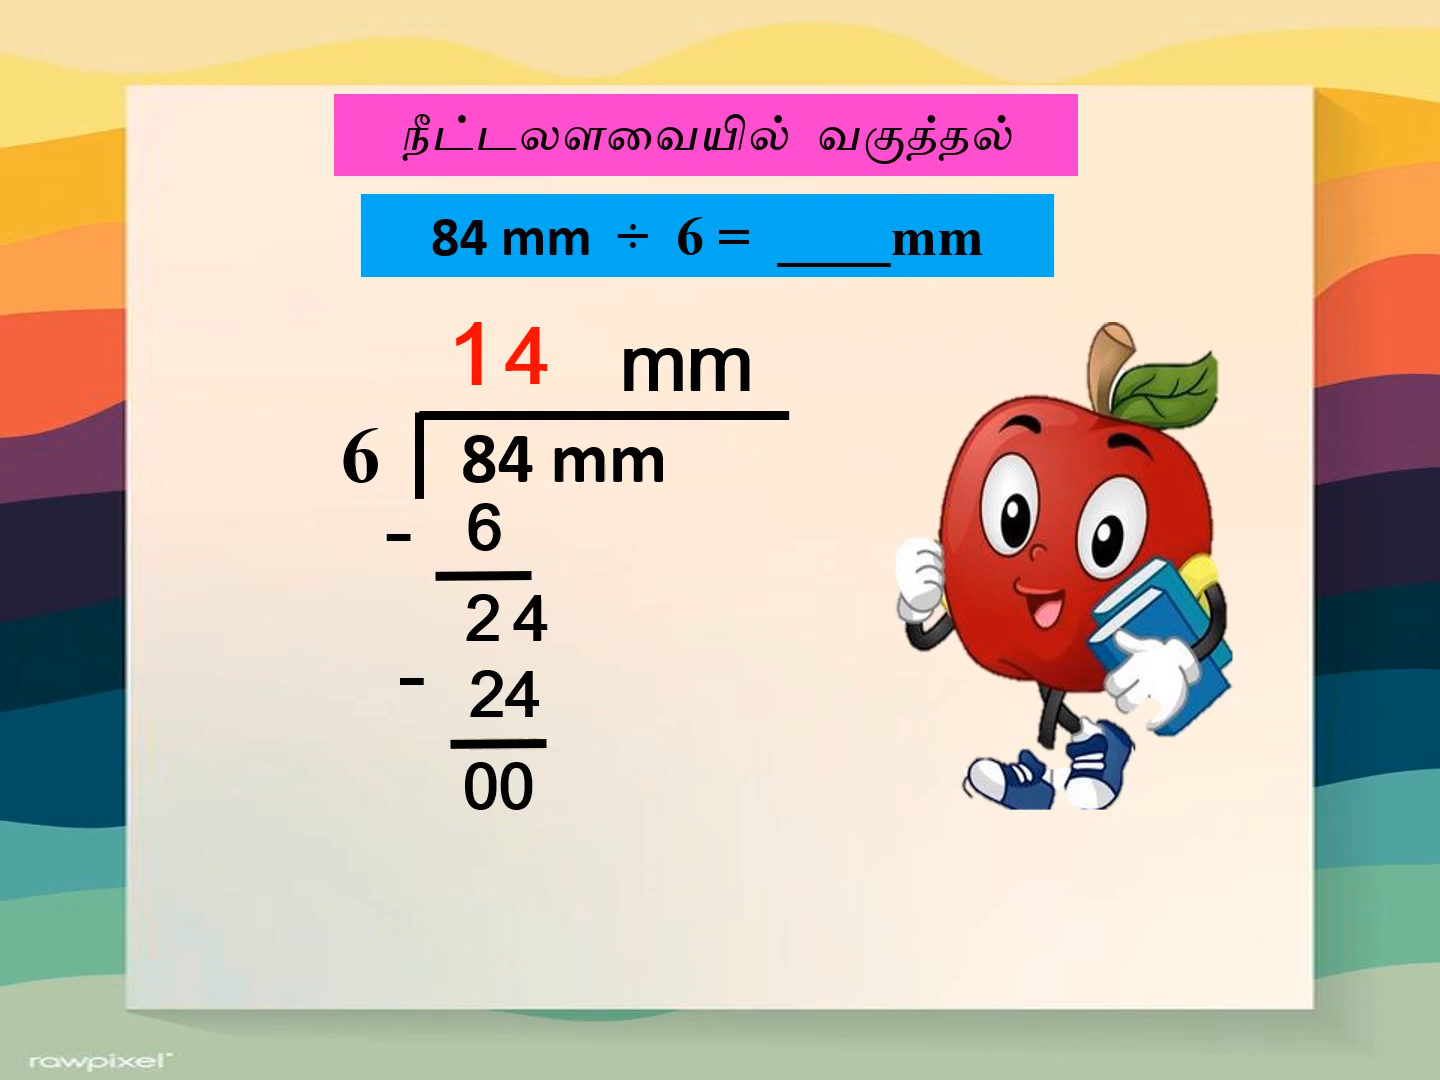 நீட்டலளவையில் வகுத்தல்
84 mm ÷ 6 = ____mm
14 mm
6 84 mm
- 6
24
- 24
00
rawpixel